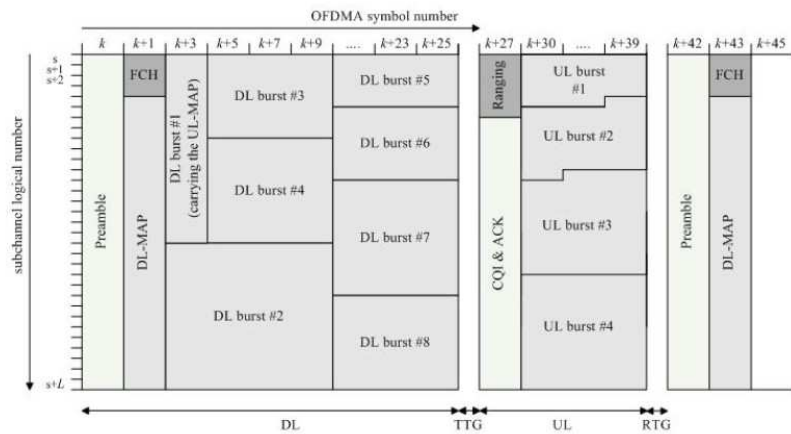 OFDMA symbol number
k k+1 k+3 k+5 k+7 k+9 .... k+23 k+25 k+27 k+30 .... k+39 k+42 k+43 k+45
subchannel logical number
s
s+1
s+2
s+L
Preamble
FCH
DL-MAP
DL burst #1
(carrying the UL-MAP)
DL burst #3
DL burst #4
DL burst #2
DL burst #5
DL burst #6
DL burst #7
DL burst #8
Ranging
CQI & ACK
UL burst
#1
UL burst #2
UL burst #3
UL burst #4
Preamble
FCH
DL-MAP
DL TTG UL RTG